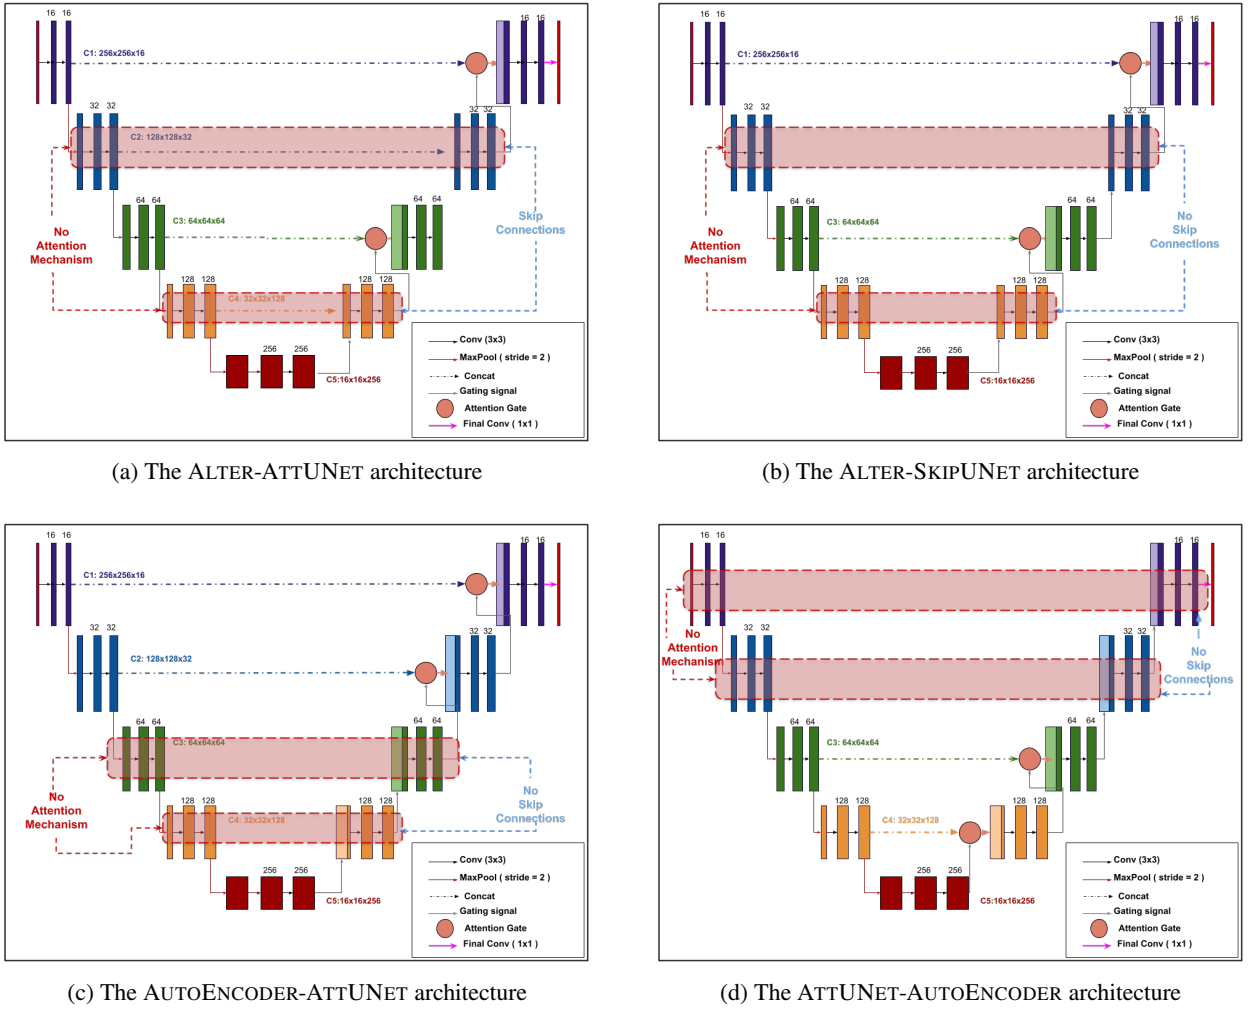 16 16
16 16
C1: 256x256x16
32 32
32 32
C2: 128x128x32
No
Attention
Mechanism
Skip
Connections
64 64
64 64
C3: 64x64x64
128 128
128 128
C4: 32x32x128
256 256
C5:16x16x256
Conv (3x3)
MaxPool ( stride = 2 )
Concat
Gating signal
Attention Gate
Final Conv ( 1x1 )
(a) The ALTER-ATTUNET architecture
16 16
16 16
C1: 256x256x16
32 32
32 32
No
Attention
Mechanism
No
Skip
Connections
64 64
64 64
C3: 64x64x64
128 128
128 128
256 256
C5:16x16x256
Conv (3x3)
MaxPool ( stride = 2 )
Concat
Gating signal
Attention Gate
Final Conv ( 1x1 )
(b) The ALTER-SKIPUNET architecture
16 16
16 16
C1: 256x256x16
32 32
32 32
C2: 128x128x32
64 64
64 64
C3: 64x64x64
No
Attention
Mechanism
No
Skip
Connections
128 128
128 128
C4: 32x32x128
256 256
C5:16x16x256
Conv (3x3)
MaxPool ( stride = 2 )
Concat
Gating signal
Attention Gate
Final Conv ( 1x1 )
(c) The AUTOENCODER-ATTUNET architecture
16 16
16 16
No
Attention
Mechanism
32 32
32 32
No
Skip
Connections
64 64
64 64
C3: 64x64x64
128 128
128 128
C4: 32x32x128
256 256
C5:16x16x256
Conv (3x3)
MaxPool ( stride = 2 )
Concat
Gating signal
Attention Gate
Final Conv ( 1x1 )
(d) The ATTUNET-AUTOENCODER architecture